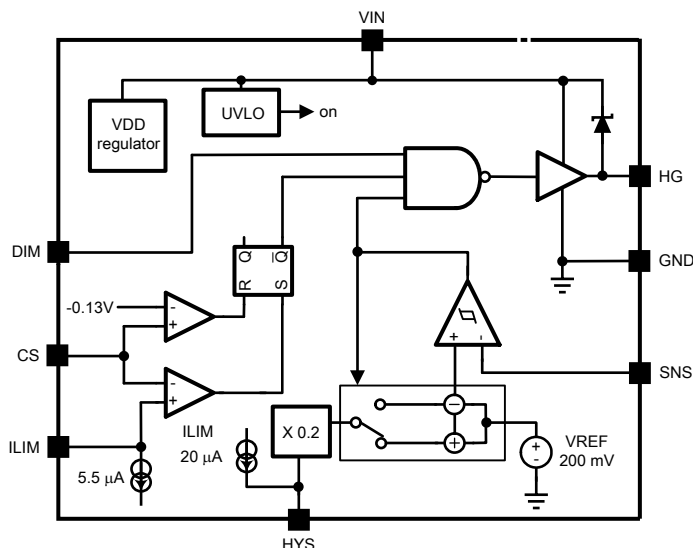 VIN
VDD
regulator
UVLO
on
HG
DIM
GND
R
Q
S
Q
-0.13V
-
+
CS
-
+
+
-
SNS
ILIM
ILIM
20 µA
X 0.2
−
+
+
-
VREF
200 mV
5.5 µA
HYS